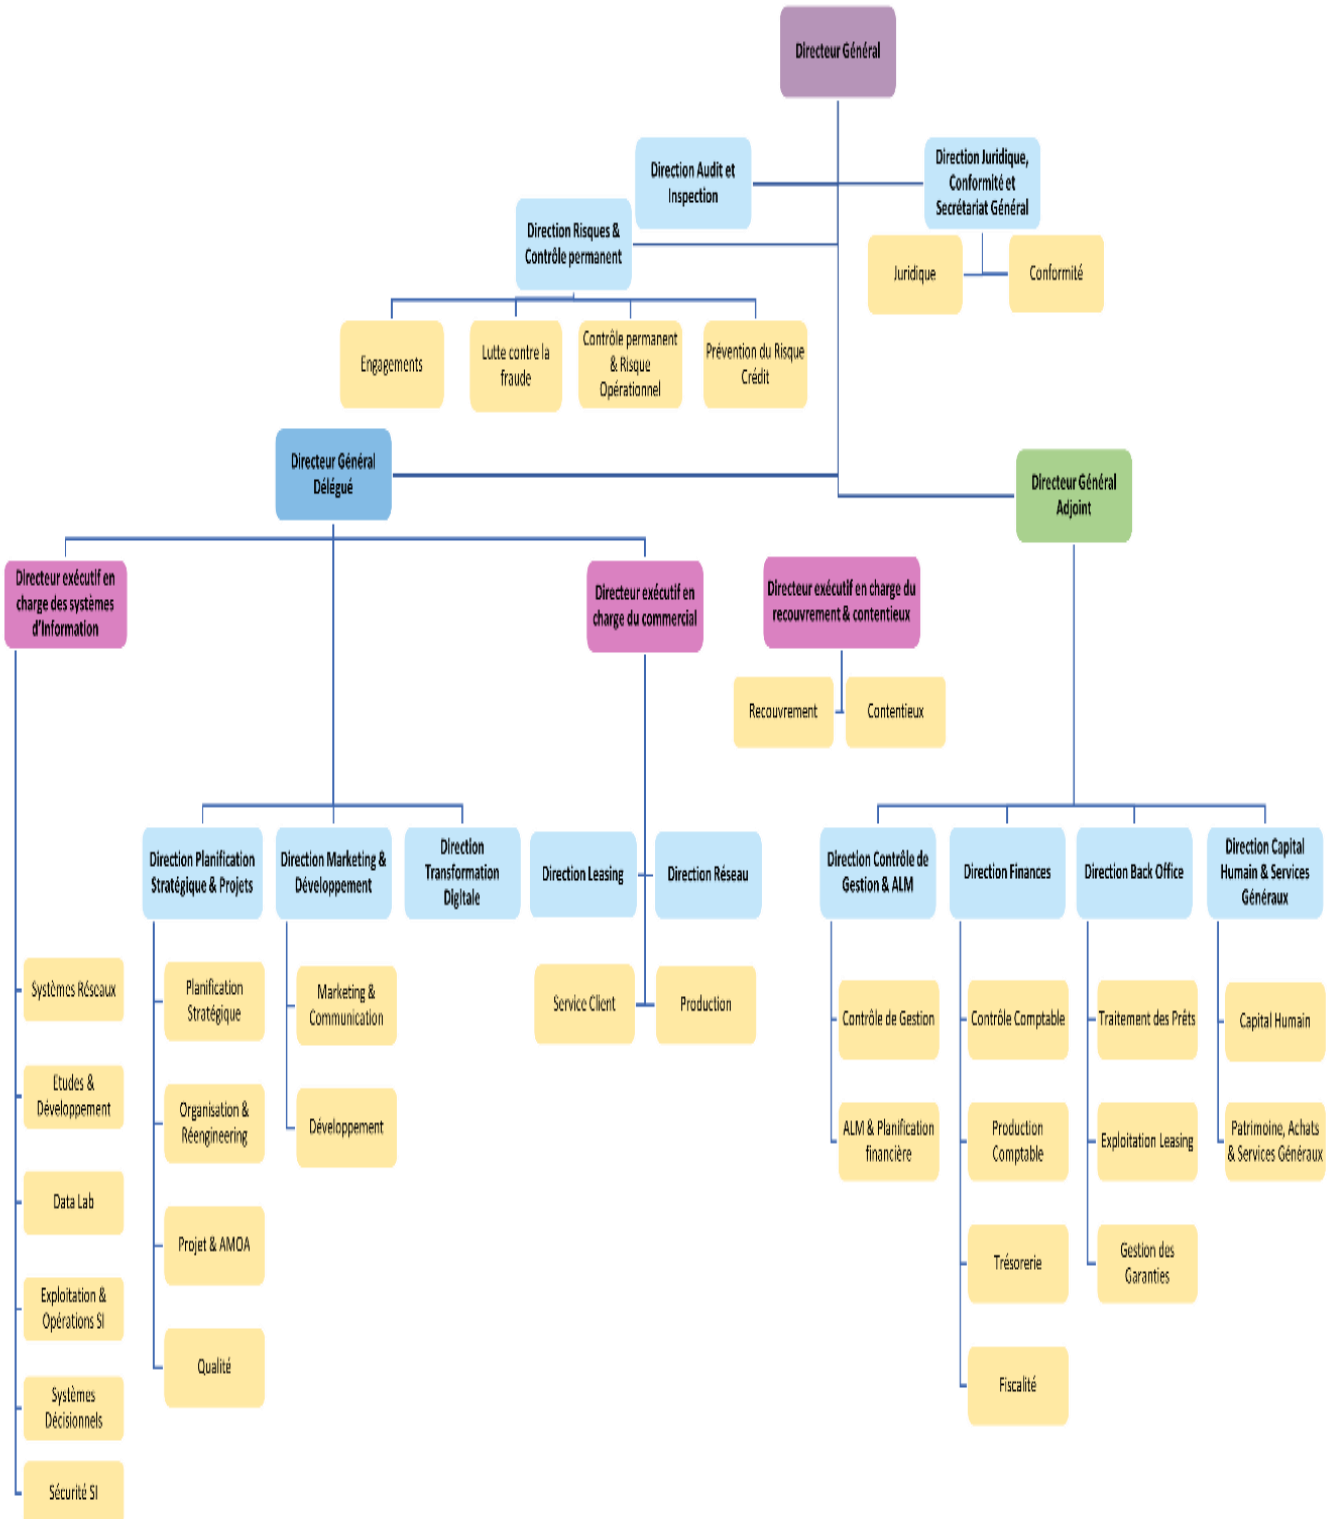 Directeur Général
Direction Audit et
Inspection
Direction Juridique,
Conformité et
Secrétariat Général
Direction Risques &
Contrôle permanent
Juridique
Conformité
Engagements
Lutte contre la
fraude
Contrôle permanent
& Risque
Opérationnel
Prévention du Risque
Crédit
Directeur Général
Délégué
Directeur Général
Adjoint
Directeur exécutif en
charge des systèmes
d'Information
Directeur exécutif en
charge du commercial
Directeur exécutif en charge du
recouvrement & contentieux
Recouvrement
Contentieux
Direction Planification
Stratégique & Projets
Direction Marketing &
Développement
Direction
Transformation
Digitale
Direction Leasing
Direction Réseau
Direction Contrôle de
Gestion & ALM
Direction Finances
Direction Back Office
Direction Capital
Humain & Services
Généraux
Systèmes Réseaux
Etudes &
Développement
Data Lab
Exploitation &
Opérations SI
Systèmes
Décisionnels
Sécurité SI
Planification
Stratégique
Organisation &
Réengineering
Projet & AMOA
Qualité
Marketing &
Communication
Développement
Service Client
Production
Contrôle de Gestion
ALM & Planification
financière
Contrôle Comptable
Production
Comptable
Trésorerie
Fiscalité
Traitement des Prêts
Exploitation Leasing
Gestion des
Garanties
Capital Humain
Patrimoine, Achats
& Services Généraux